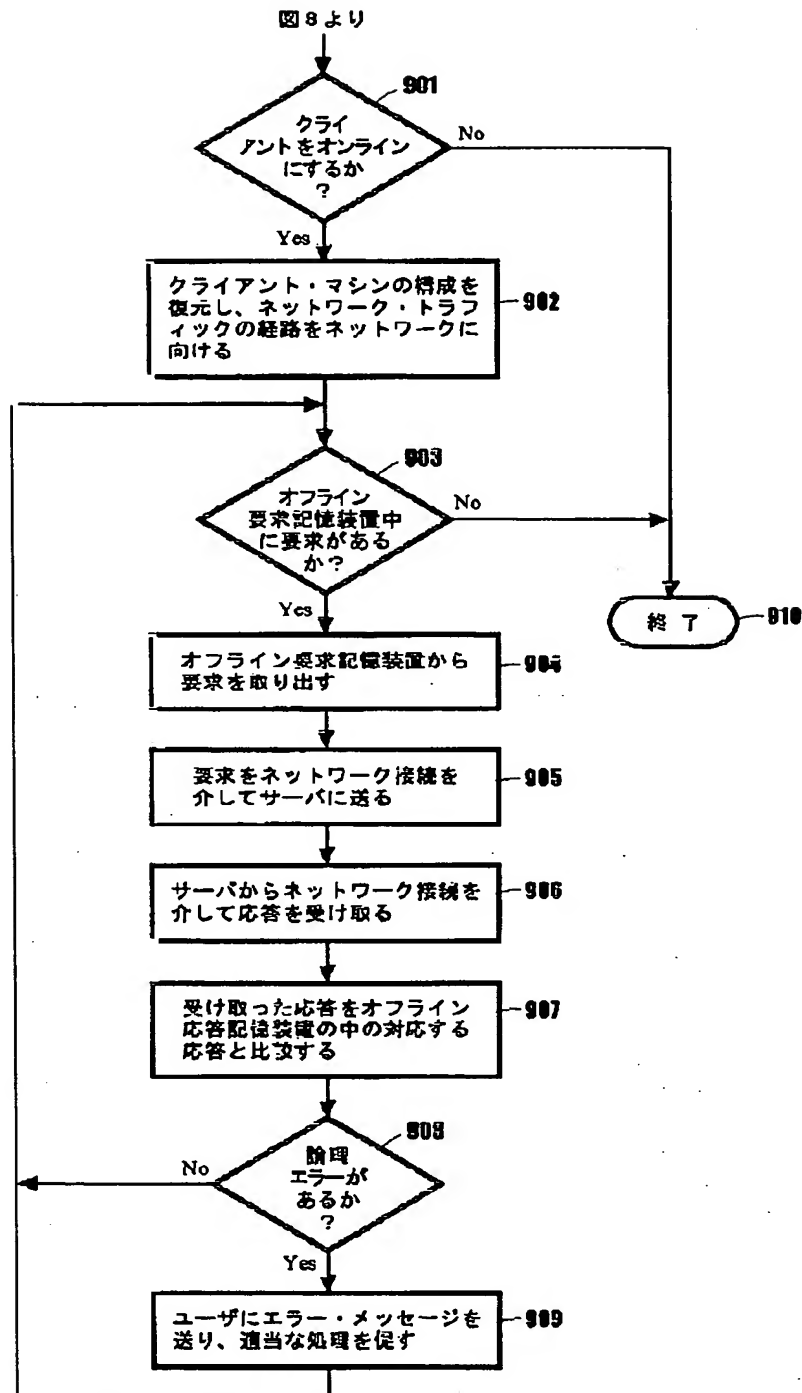 図8より
901
クライ
アントをオンライン
にするか
?
No
Yes
クライアント・マシンの構成を
復元し、ネットワーク・トラフ
ィックの経路をネットワークに
向ける
902
903
オフライン
要求記憶装置中
に要求がある
か?
No
Yes
終了
910
オフライン要求記憶装置から
要求を取り出す
904
要求をネットワーク接続を
介してサーバに送る
905
サーバからネットワーク接続を
介して応答を受け取る
906
受け取った応答をオフライン
応答記憶装置の中の対応する
応答と比較する
907
908
論理
エラーが
あるか
?
No
Yes
ユーザにエラー・メッセージを
送り、適当な処理を促す
909